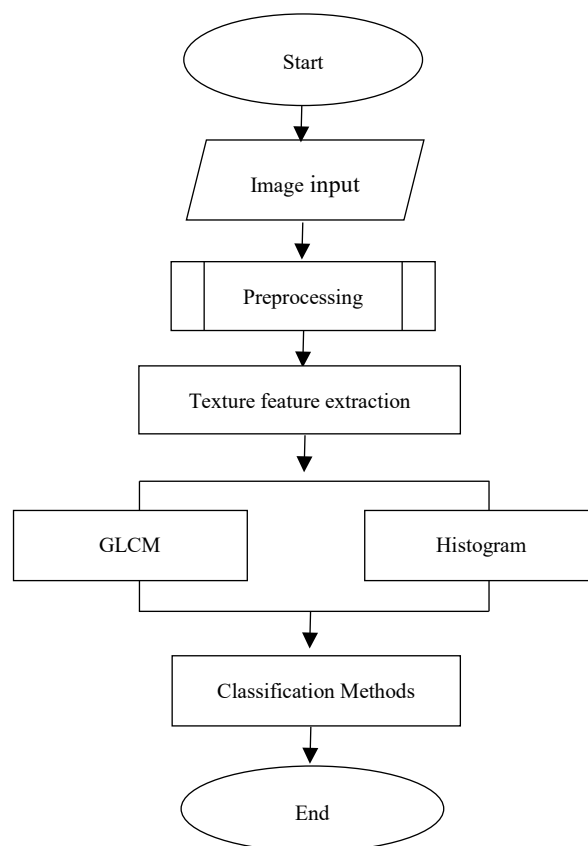 Start
Image input
Preprocessing
Texture feature extraction
GLCM
Histogram
Classification Methods
End